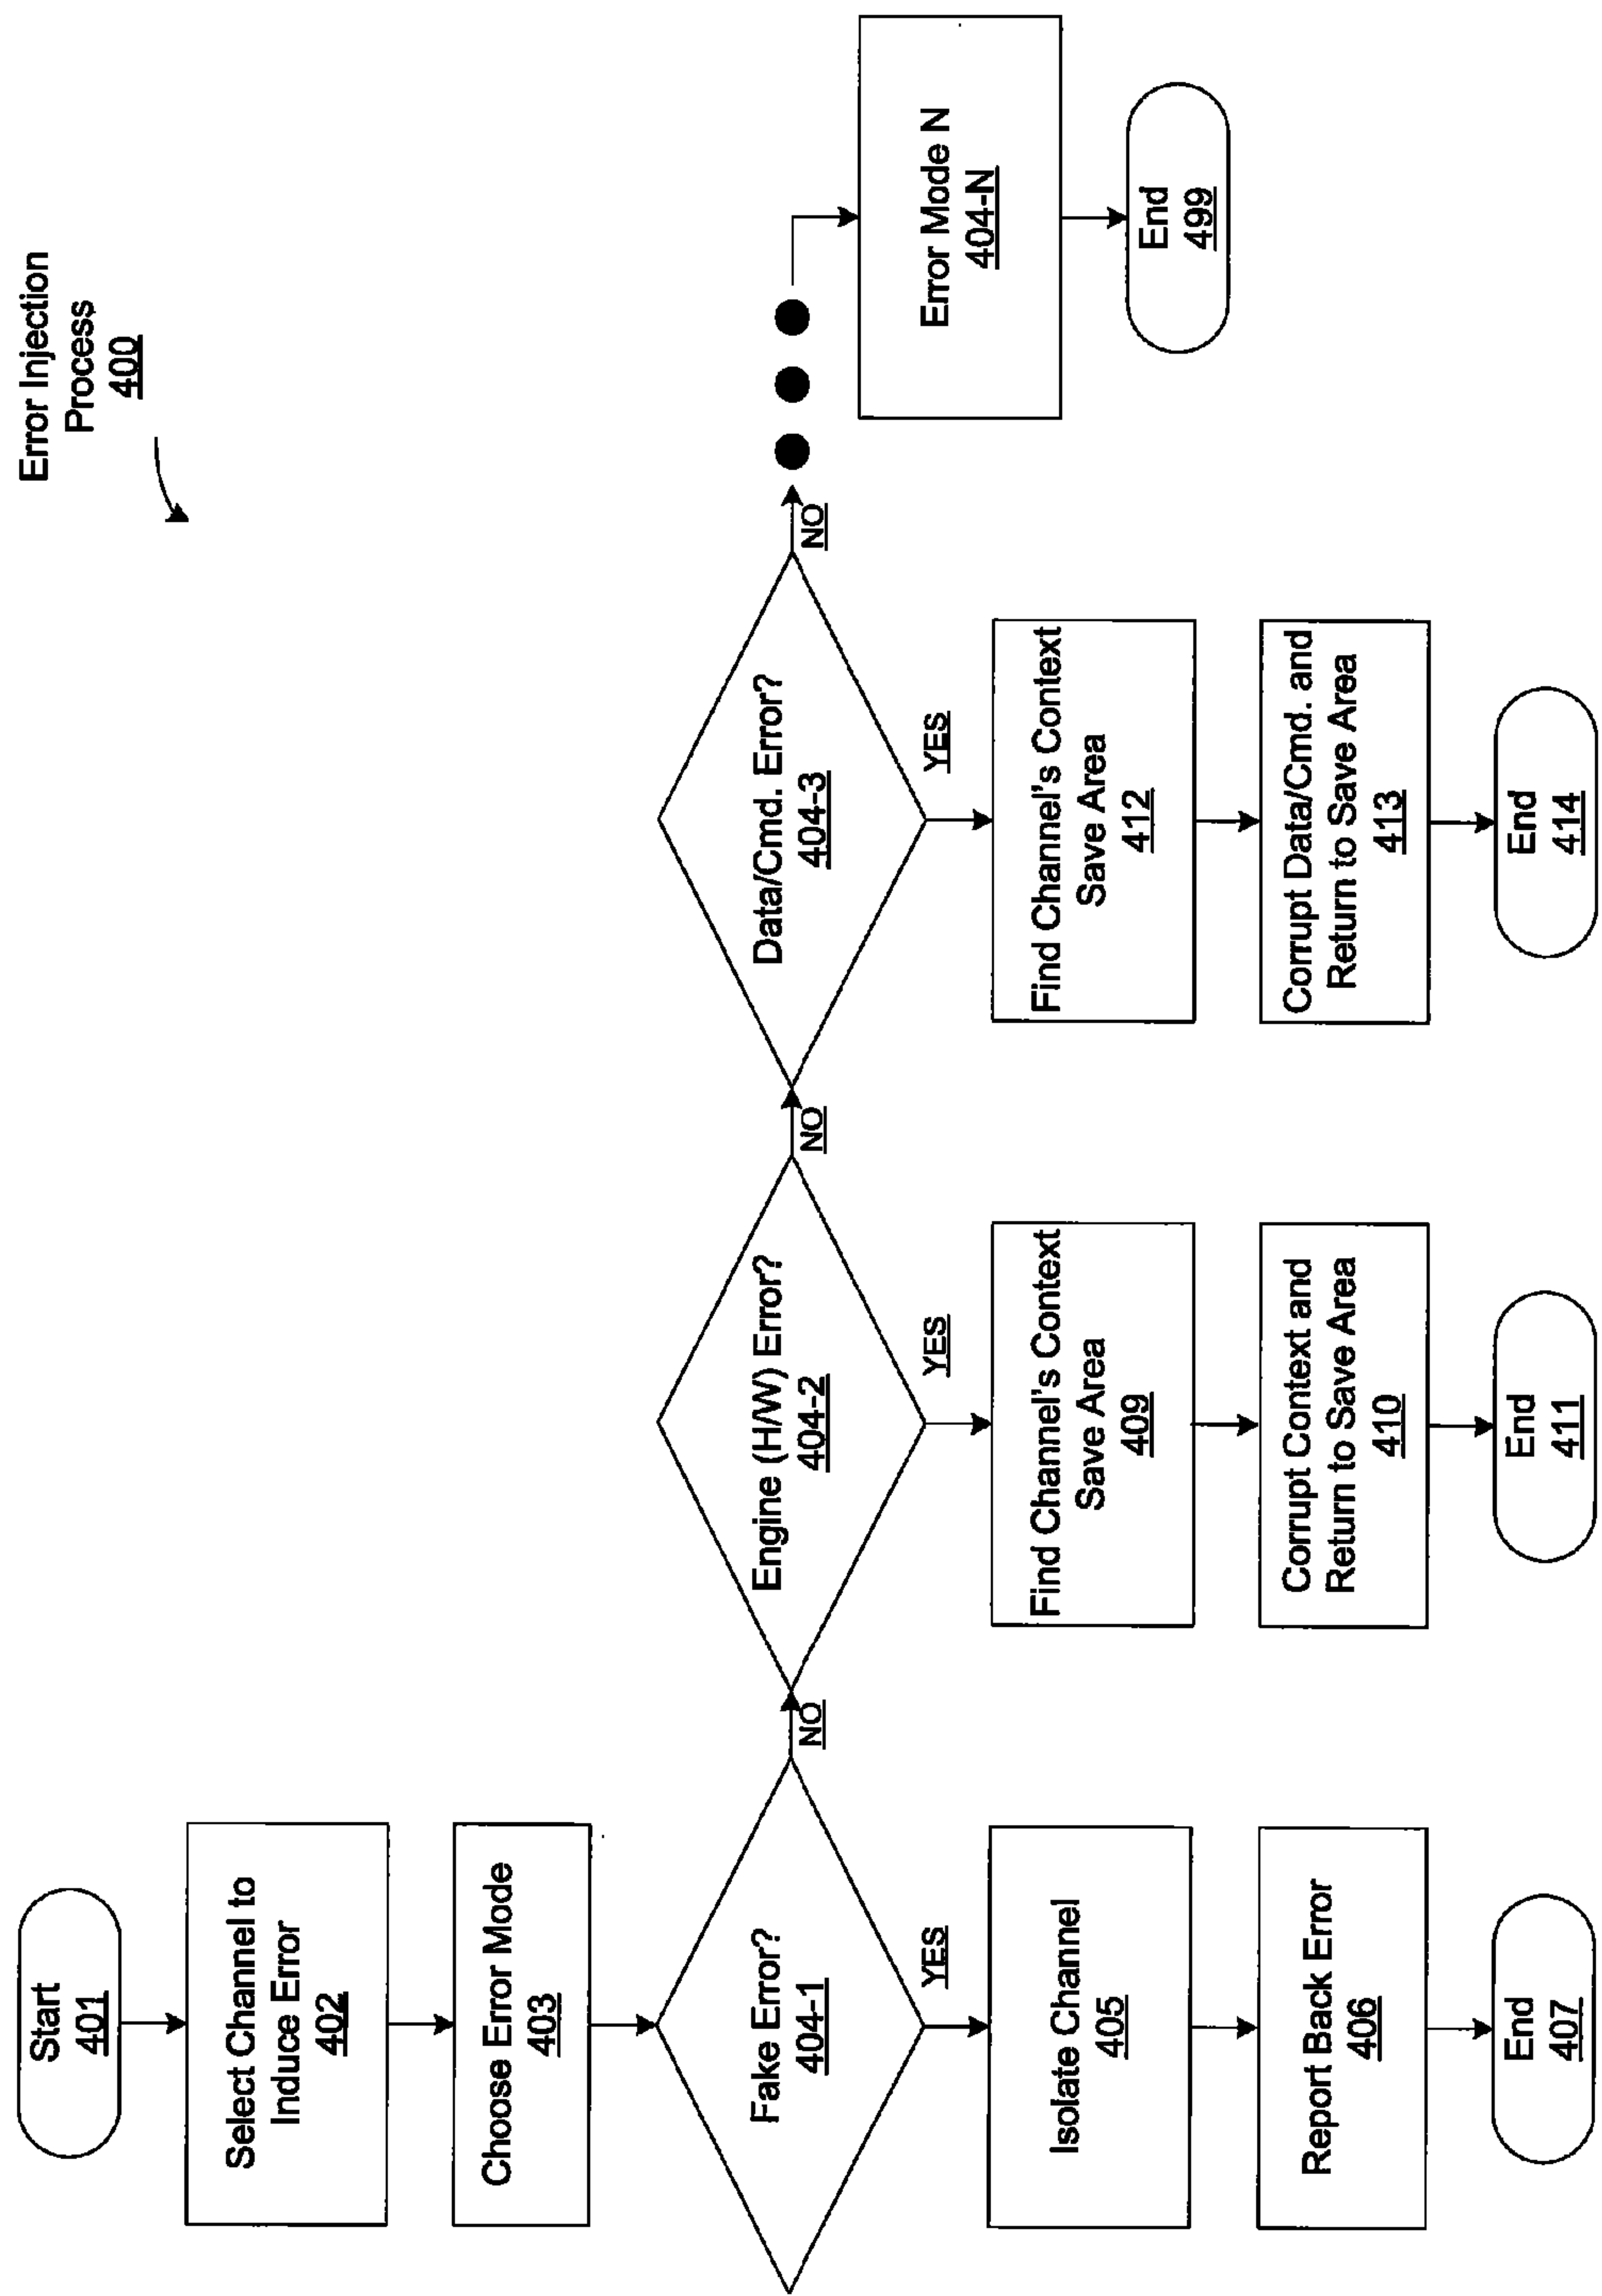 Error Injection
Process
400
Start
401
Select Channel to
Induce Error
402
Choose Error Mode
403
Fake Error?
404-1
NO
YES
Isolate Channel
405
Report Back Error
406
End
407
Engine (H/W) Error?
404-2
NO
YES
Find Channel's Context
Save Area
409
Corrupt Context and
Return to Save Area
410
End
411
Data/Cmd. Error?
404-3
NO
YES
Find Channel's Context
Save Area
412
Corrupt Data/Cmd. and
Return to Save Area
413
End
414
Error Mode N
404-N
End
499